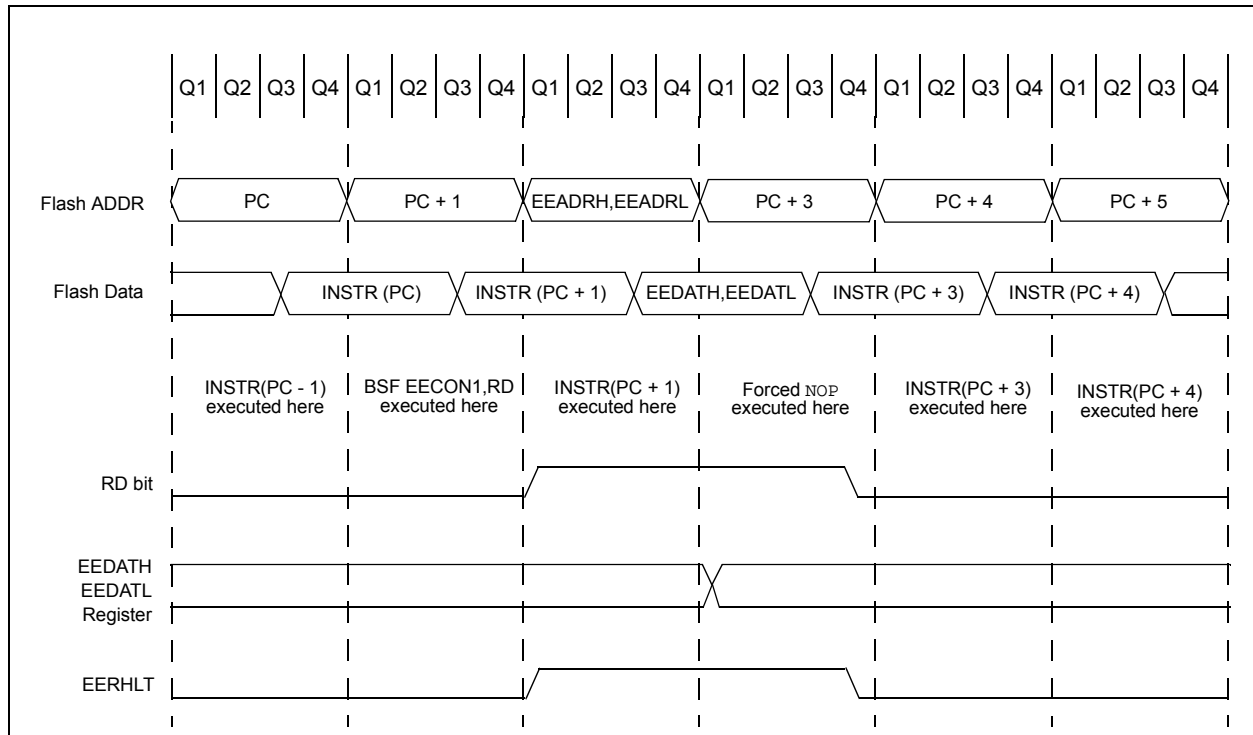 Q1 Q2 Q3 Q4 Q1 Q2 Q3 Q4 Q1 Q2 Q3 Q4 Q1 Q2 Q3 Q4 Q1 Q2 Q3 Q4 Q1 Q2 Q3 Q4
Flash ADDR PC PC + 1 EEADRH,EEADRL PC + 3 PC + 4 PC + 5
Flash Data INSTR (PC) INSTR (PC + 1) EEDATH,EEDATL INSTR (PC + 3) INSTR (PC + 4)
INSTR(PC - 1) BSF EECON1,RD INSTR(PC + 1) Forced NOP INSTR(PC + 3) INSTR(PC + 4)
executed here executed here executed here executed here executed here executed here
RD bit
EEDATH
EEDATL
Register
EERHLT